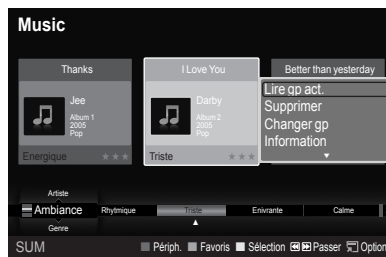 Music
Thanks
I Love You
Better than yesterday
Jee
Album 1
2005
Pop
Energique
Darby
Album 2
2005
Pop
Triste
Lire gp act.
Supprimer
Changer gp
Information
Artiste
Ambiance
Genre
Rhytmique
Triste
Enivrante
Calme
SUM
Périph.
Favoris
Sélection
Passer
Option